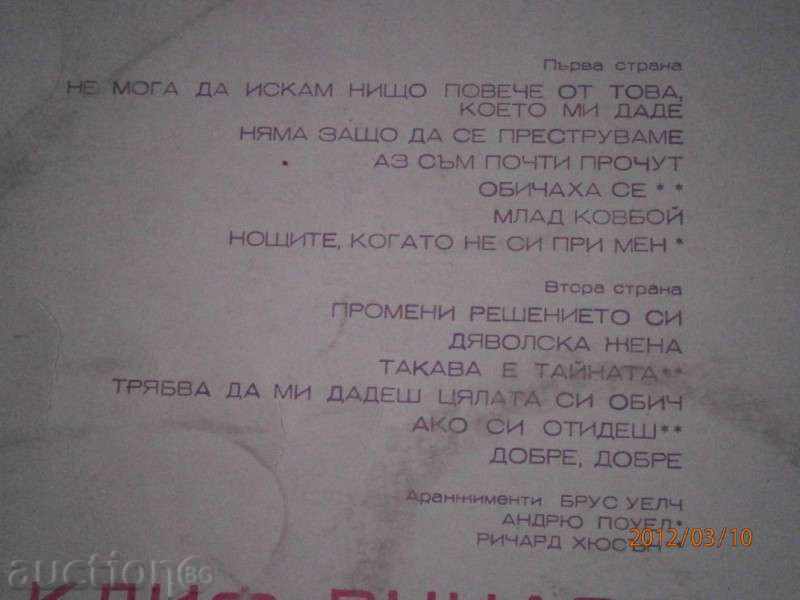 Първа страна
НЕ МОГА ДА ИСКАМ НИЩО ПОВЕЧЕ ОТ ТОВА,
КОЕТО МИ ДАДЕ
НЯМА ЗАЩО ДА СЕ ПРЕСТРУВАМЕ
АЗ СЪМ ПОЧТИ ПРОЧУТ
ОБИЧАХА СЕ * *
МЛАД КОВБОЙ
НОЩИТЕ, КОГАТО НЕ СИ ПРИ МЕН *
Втора страна
ПРОМЕНИ РЕШЕНИЕТО СИ
ДЯВОЛСКА ЖЕНА
ТАКАВА Е ТАЙНАТА**
ТРЯБВА ДА МИ ДАДЕШ ЦЯЛАТА СИ ОБИЧ
АКО СИ ОТИДЕШ**
ДОБРЕ, ДОБРЕ
Аранжименти БРУС УЕЛЧ
АНДРЮ ПОУЕЛ*
РИЧАРД ХЮСЪН**
2012/03/10
auction BG
КЛИФ